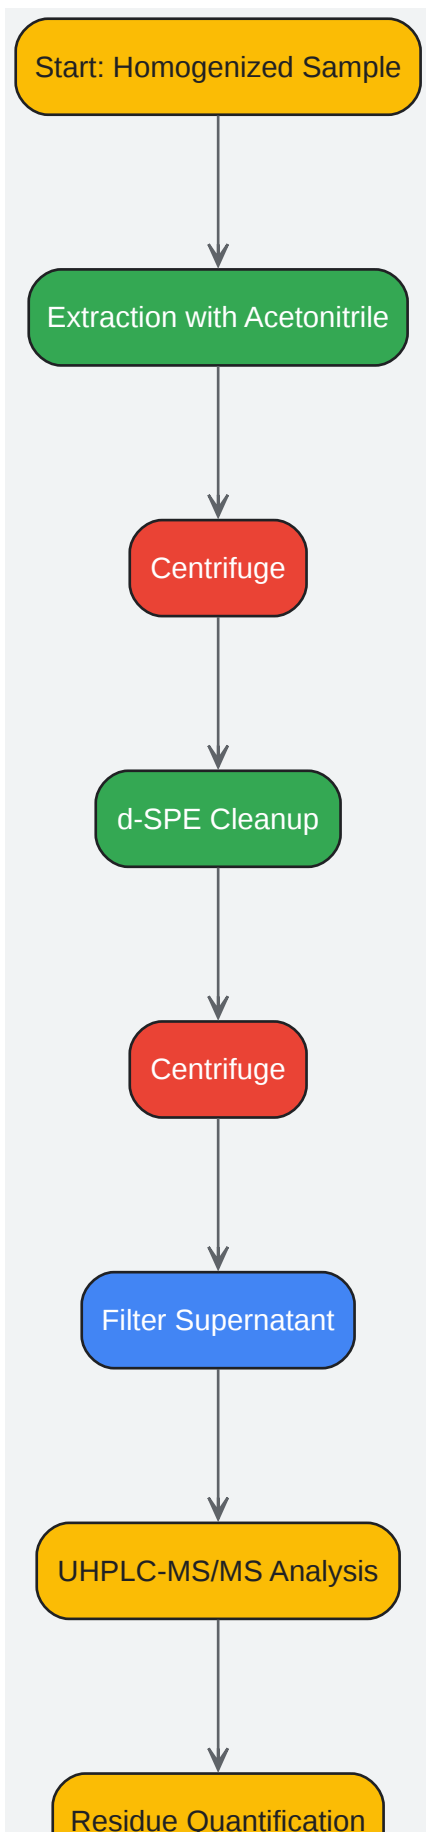 Start: Homogenized Sample
Extraction with Acetonitrile
Centrifuge
d-SPE Cleanup
Centrifuge
Filter Supernatant
UHPLC-MS/MS Analysis
Residue Quantification